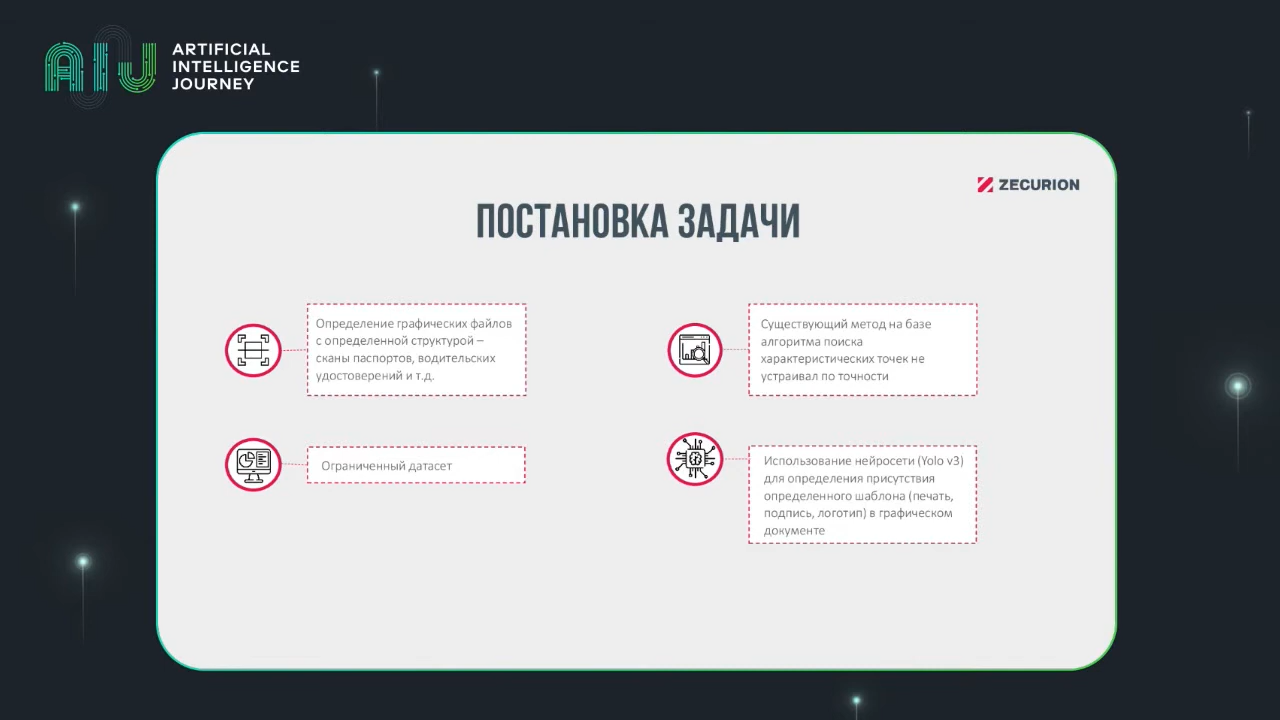 AIJ
ARTIFICIAL
INTELLIGENCE
JOURNEY
ZECURION
ПОСТАНОВКА ЗАДАЧИ
Определение графических файлов
с определенной структурой –
сканы паспортов, водительских
удостоверений и т.д.
Существующий метод на базе
алгоритма поиска
характеристических точек не
устраивал по точности
Ограниченный датасет
Использование нейросети (Yolo v3)
для определения присутствия
определенного шаблона (печать,
подпись, логотип) в графическом
документе